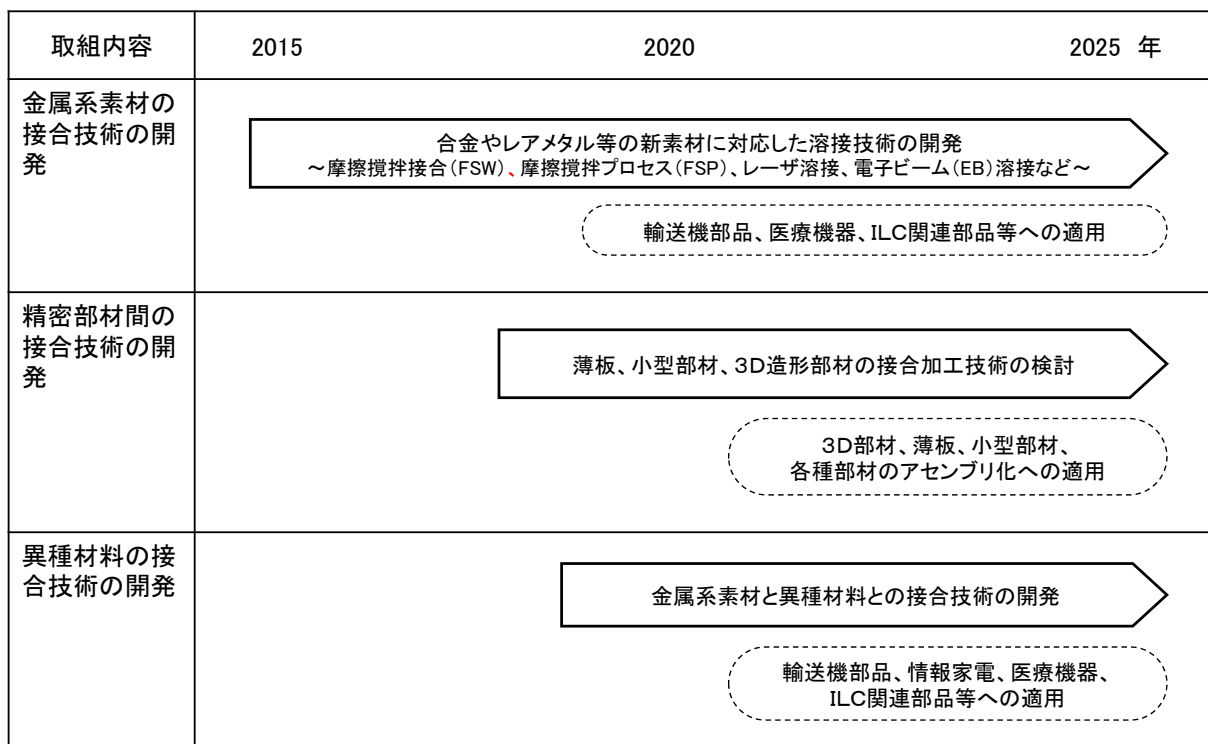 取組内容
2015 2020 2025 年
金属系素材の
接合技術の開
発
合金やレアメタル等の新素材に対応した溶接技術の開発
～摩擦撹拌接合(FSW)、摩擦撹拌プロセス(FSP)、レーザ溶接、電子ビーム(EB)溶接など～
輸送機部品、医療機器、ILC関連部品等への適用
精密部材間の
接合技術の開
発
薄板、小型部材、3D造形部材の接合加工技術の検討
3D部材、薄板、小型部材、
各種部材のアセンブリ化への適用
異種材料の接
合技術の開発
金属系素材と異種材料との接合技術の開発
輸送機部品、情報家電、医療機器、
ILC関連部品等への適用